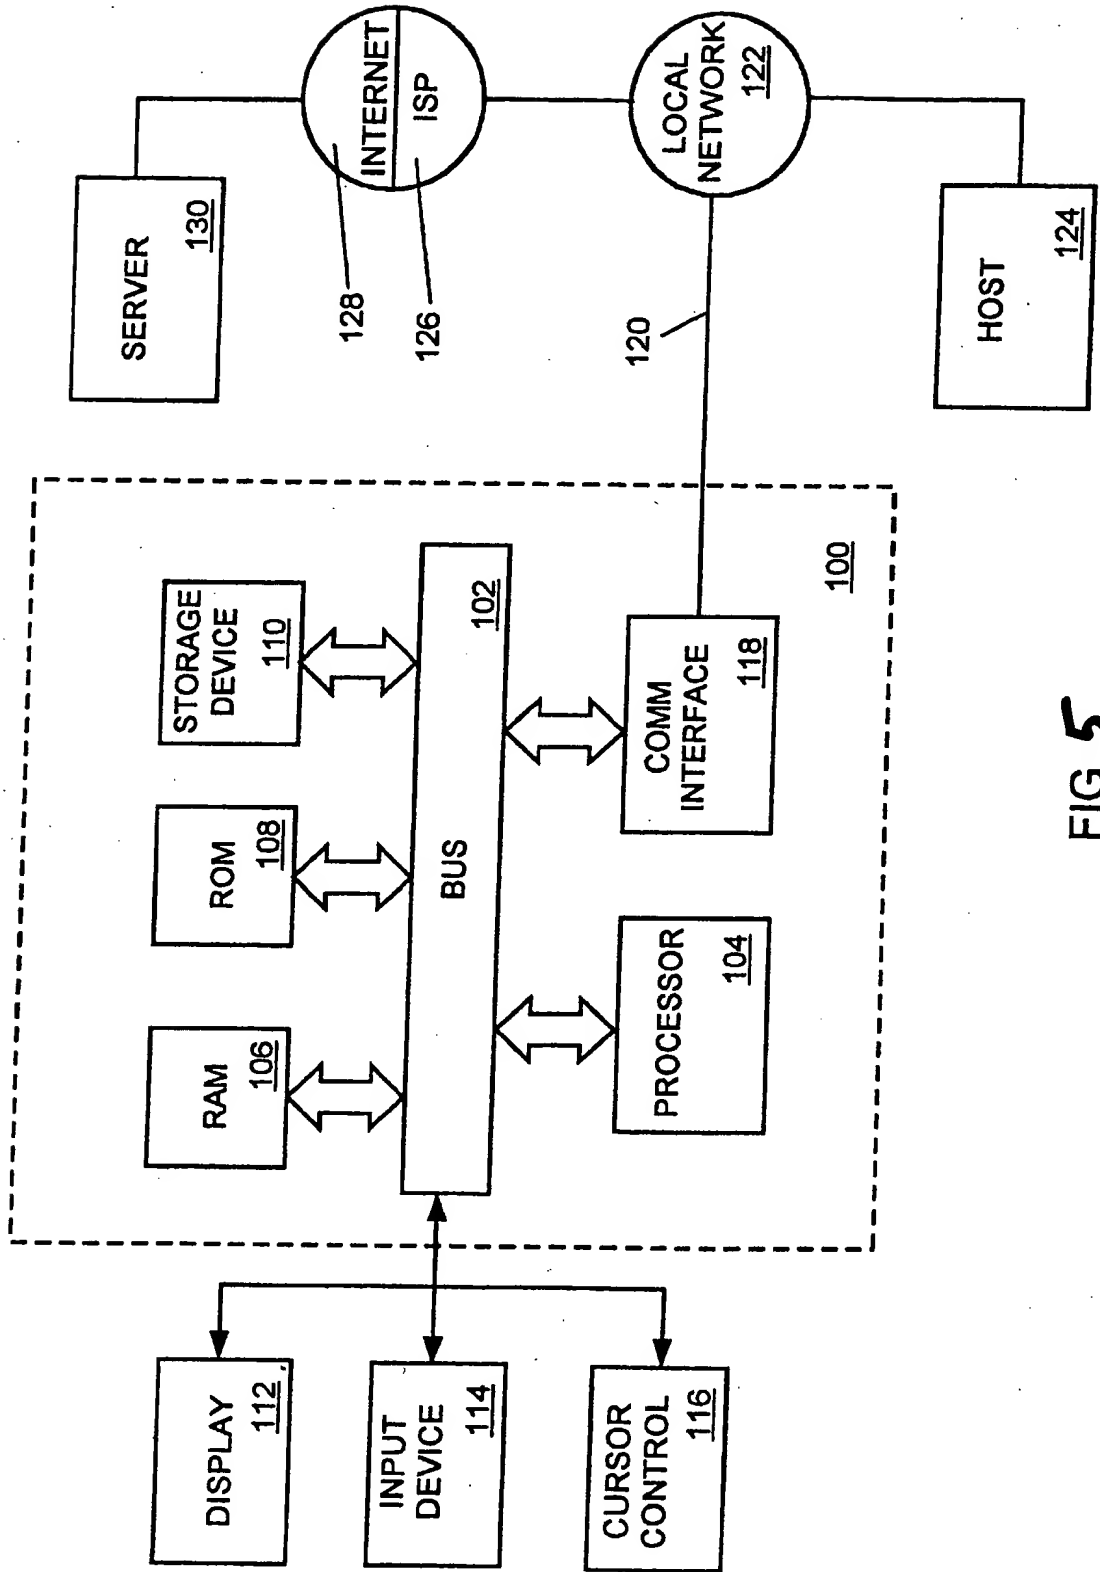 DISPLAY
112
INPUT
DEVICE
114
CURSOR
CONTROL
116
RAM
106
ROM
108
STORAGE
DEVICE
110
BUS
102
PROCESSOR
104
COMM
INTERFACE
118
100
SERVER
130
128
INTERNET
126
ISP
120
LOCAL
NETWORK
122
HOST
124
FIG 5